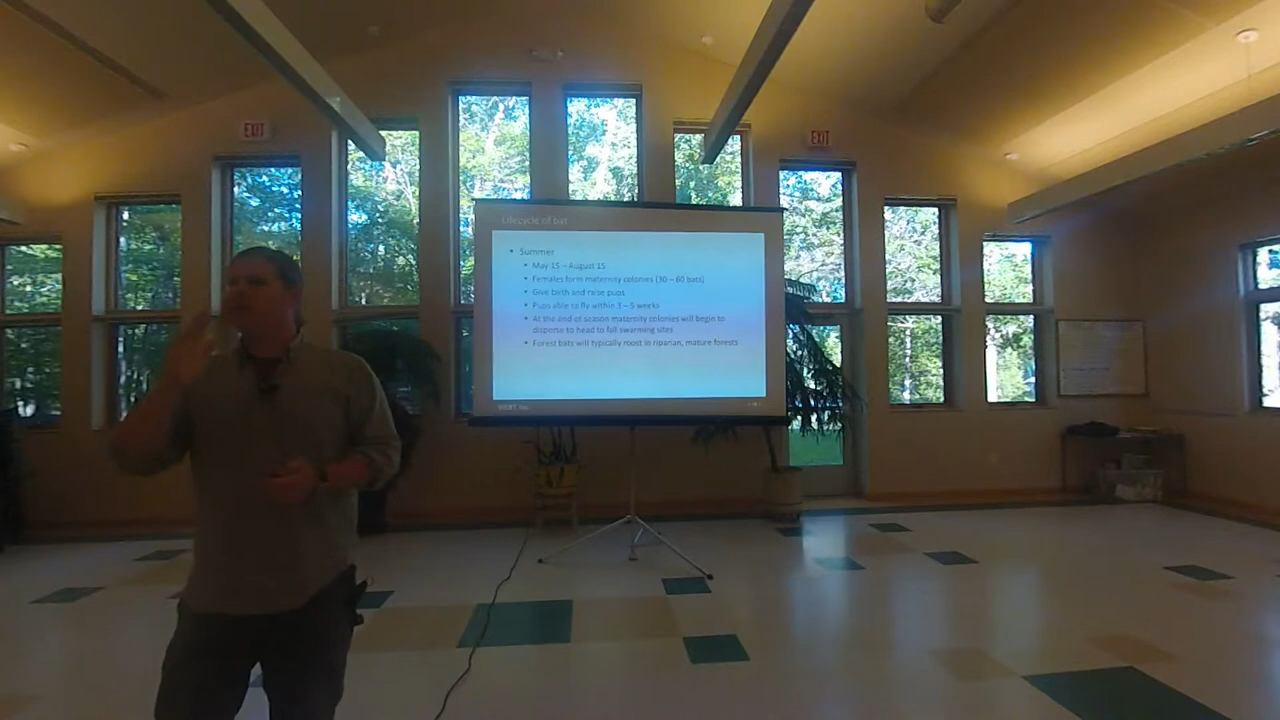 EXIT
EXIT
Lifecycle of bat
Summer
May 15 – August 15
Females form maternity colonies (30 – 60 bats)
Give birth and raise pups
Pups able to fly within 3 – 5 weeks
At the end of season maternity colonies will begin to
disperse to head to fall swarming sites
Forest bats will typically roost in riparian, mature forests